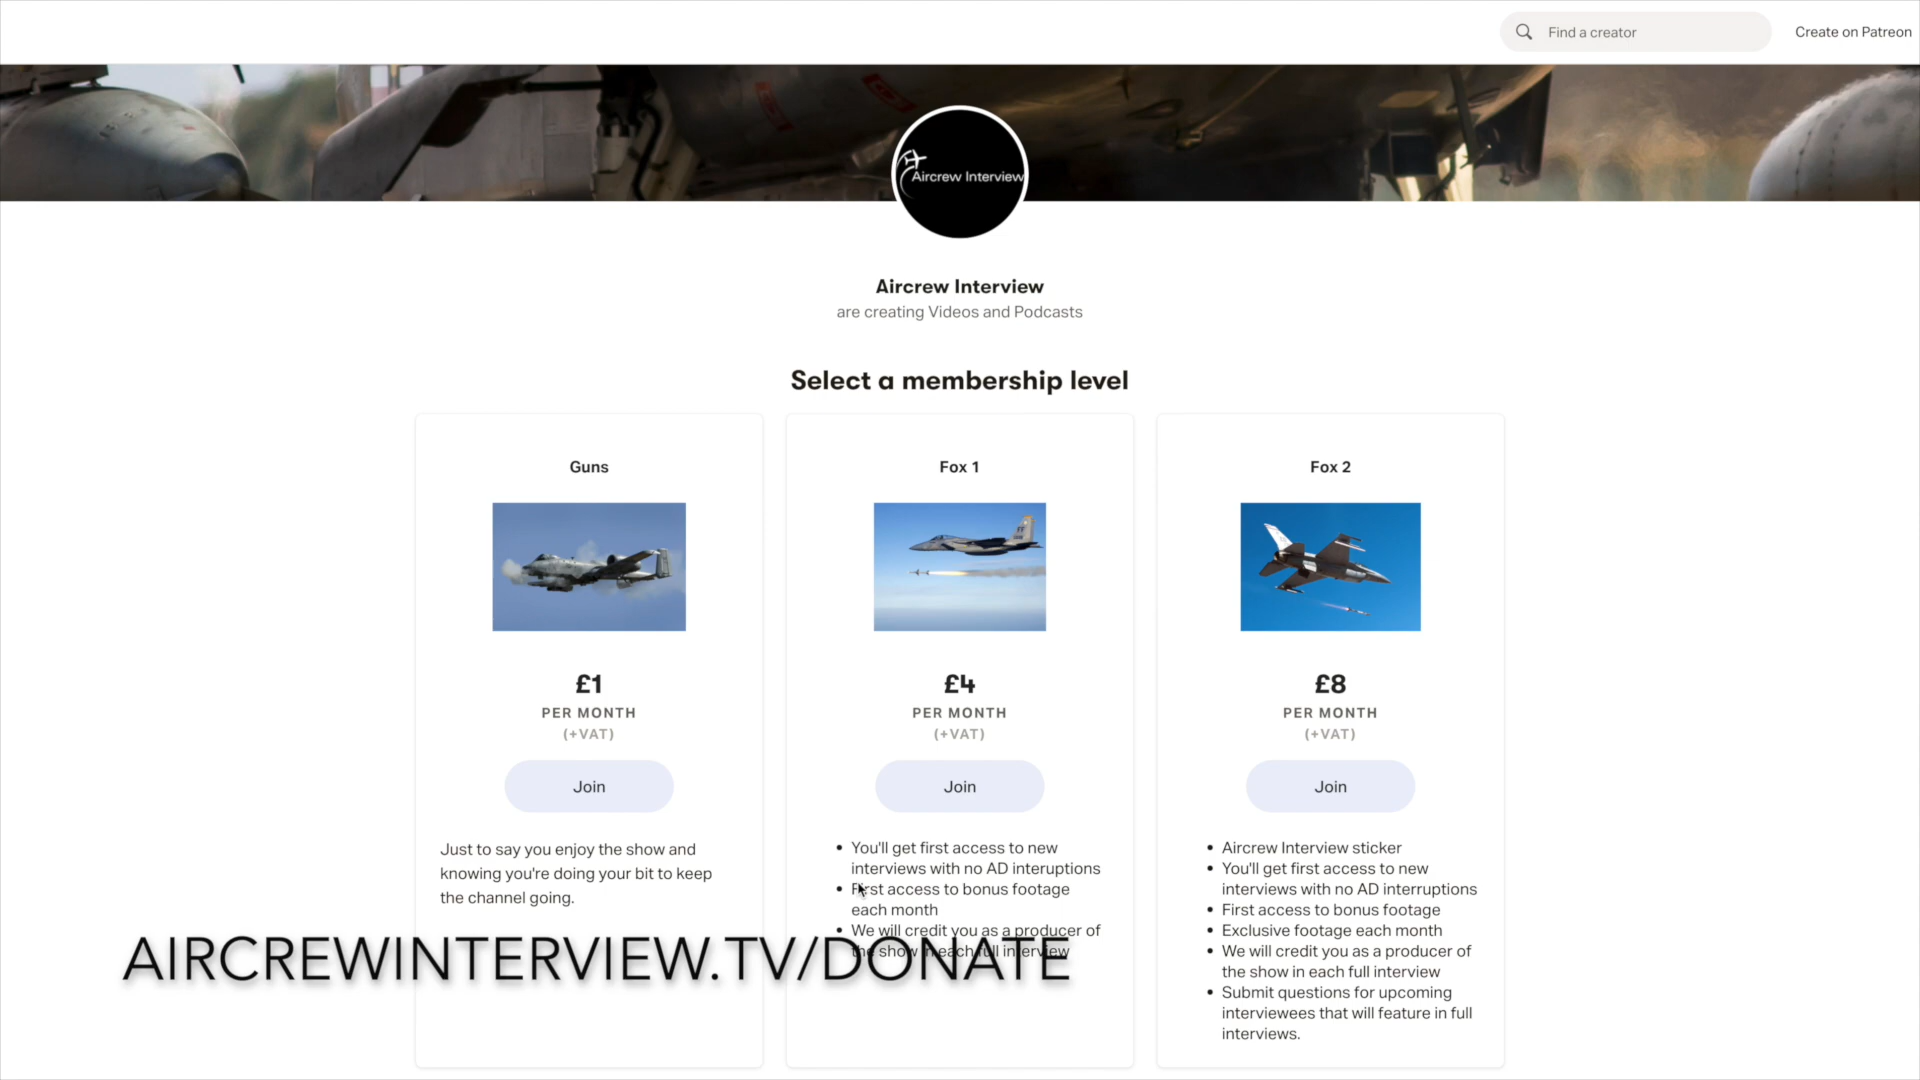 Find a creator
Create on Patreon
Aircrew Interview
Aircrew Interview
are creating Videos and Podcasts
Select a membership level
Guns
£1
PER MONTH
(+VAT)
Join
Just to say you enjoy the show and
knowing you're doing your bit to keep
the channel going.
Fox 1
£4
PER MONTH
(+VAT)
Join
• You'll get first access to new
interviews with no AD interuptions
• First access to bonus footage
each month
• We will credit you as a producer of
the show in each full interview
Fox 2
£8
PER MONTH
(+VAT)
Join
• Aircrew Interview sticker
• You'll get first access to new
interviews with no AD interruptions
• First access to bonus footage
• Exclusive footage each month
• We will credit you as a producer of
the show in each full interview
• Submit questions for upcoming
interviewees that will feature in full
interviews.
AIRCREWINTERVIEW.TV/DONATE